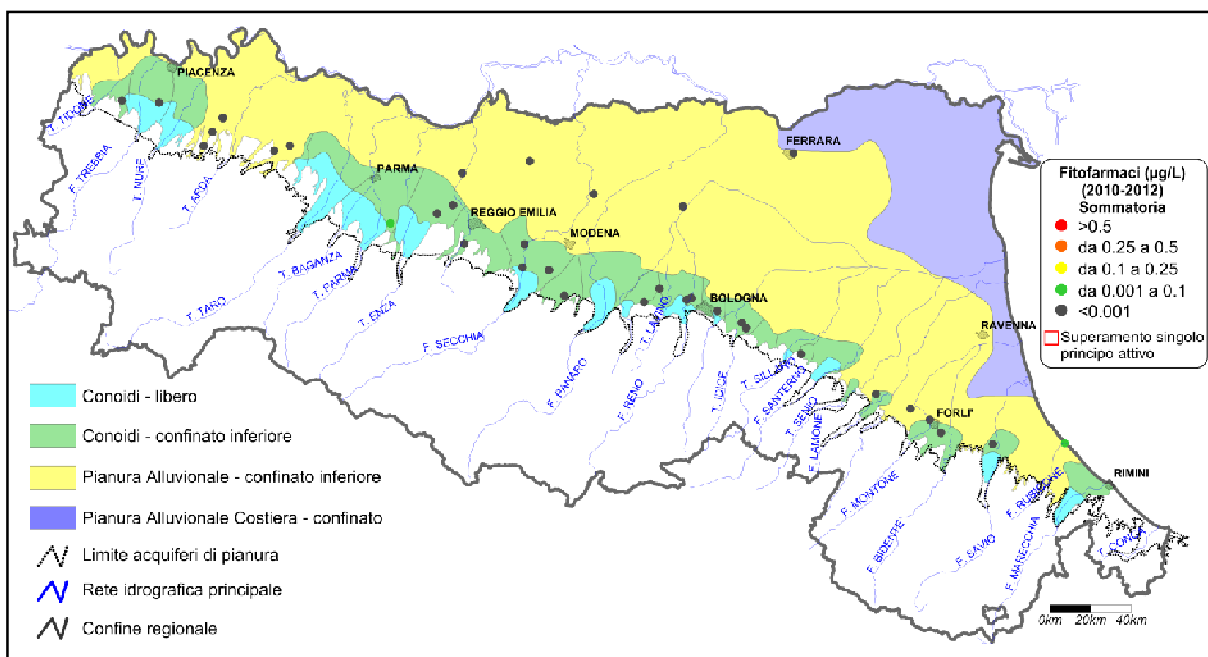 PIACENZA
T. TIDONE
F. TREBBIA
T. NURE
T. ARDA
PARMA
REGGIO EMILIA
MODENA
FERRARA
BOLOGNA
RAVENNA
FORLI'
RIMINI
T. BAGANZA
T. PARMA
T. TARO
T. ENZA
F. SECCHIA
F. PANARO
F. RENO
T. LAVINO
T. IDICE
T. SILLARO
F. SANTERNO
T. SENIO
F. LAMONE
F. MONTONE
F. BIDENTE
F. SAVIO
F. RUBICONE
F. MARECCHIA
T. CONCA
Fitofarmaci (µg/L)
(2010-2012)
Sommatoria
>0.5
da 0.25 a 0.5
da 0.1 a 0.25
da 0.001 a 0.1
<0.001
Superamento singolo
principo attivo
Conoidi - libero
Conoidi - confinato inferiore
Pianura Alluvionale - confinato inferiore
Pianura Alluvionale Costiera - confinato
Limite acquiferi di pianura
Rete idrografica principale
Confine regionale
0km 20km 40km